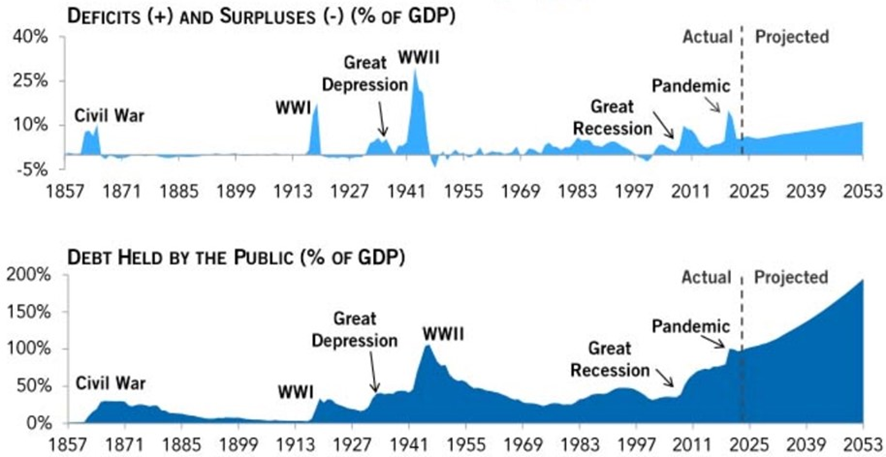 DEFICITS (+) AND SURPLUSES (-) (% OF GDP)
40%
25%
10%
-5%
Actual
Projected
Civil War
WWI
Great
Depression
WWII
Great
Recession
Pandemic
1857 1871 1885 1899 1913 1927 1941 1955 1969 1983 1997 2011 2025 2039 2053
DEBT HELD BY THE PUBLIC (% OF GDP)
200%
150%
100%
50%
0%
Actual
Projected
Civil War
WWI
Great
Depression
WWII
Great
Recession
Pandemic
1857 1871 1885 1899 1913 1927 1941 1955 1969 1983 1997 2011 2025 2039 2053